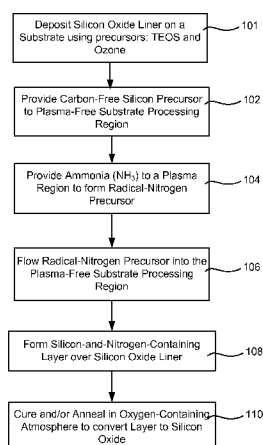 Deposit Silicon Oxide Liner on a
Substrate using precursors: TEOS and
Ozone
101
Provide Carbon-Free Silicon Precursor
to Plasma-Free Substrate Processing
Region
102
Provide Ammonia (NH₃) to a Plasma
Region to form Radical-Nitrogen
Precursor
104
Flow Radical-Nitrogen Precursor into the
Plasma-Free Substrate Processing
Region
106
Form Silicon-and-Nitrogen-Containing
Layer over Silicon Oxide Liner
108
Cure and/or Anneal in Oxygen-Containing
Atmosphere to convert Layer to Silicon
Oxide
110